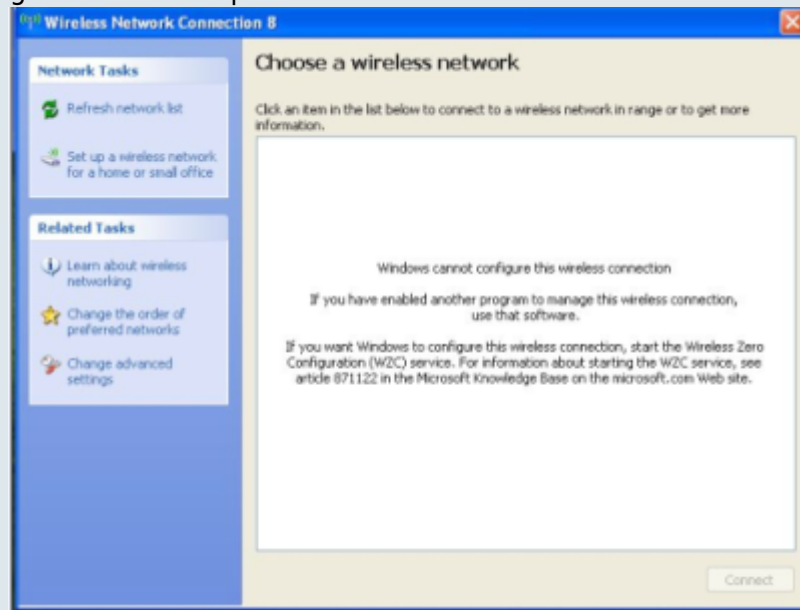 Wireless Network Connection 8
Network Tasks
Refresh network list
Set up a wireless network
for a home or small office
Related Tasks
Learn about wireless
networking
Change the order of
preferred networks
Change advanced
settings
Choose a wireless network
Click an item in the list below to connect to a wireless network in range or to get more
information.
Windows cannot configure this wireless connection
If you have enabled another program to manage this wireless connection,
use that software.
If you want Windows to configure this wireless connection, start the Wireless Zero
Configuration (WZC) service. For information about starting the WZC service, see
article 871122 in the Microsoft Knowledge Base on the microsoft.com Web site.
Connect